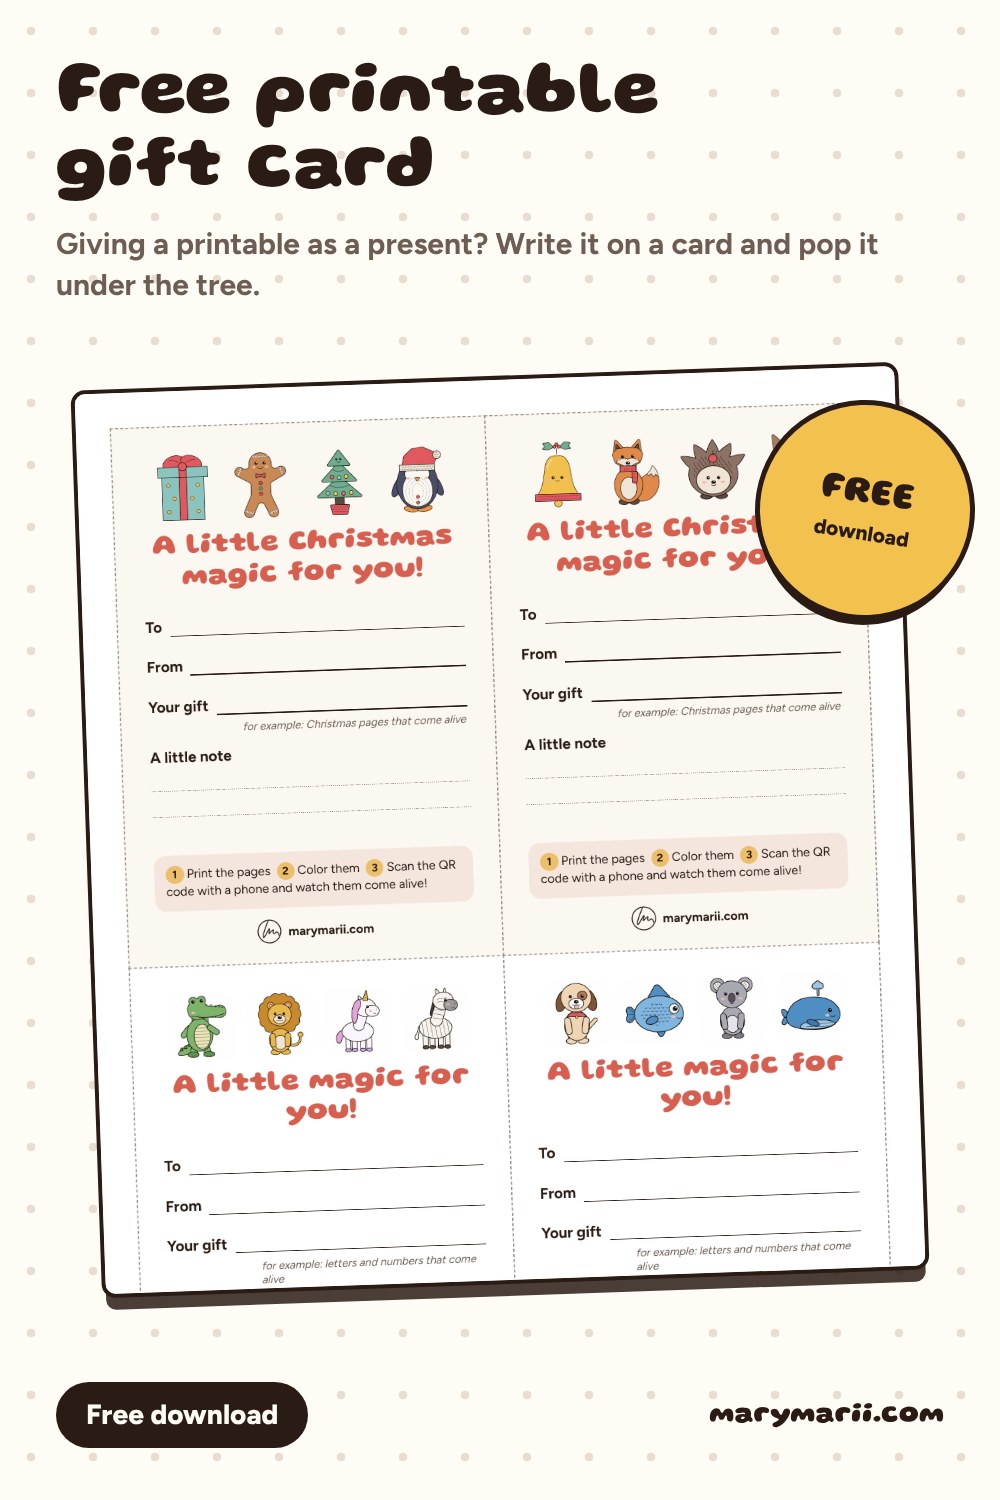 Free printable
gift card
Giving a printable as a present? Write it on a card and pop it
under the tree.
A little Christmas
magic for you!
To
From
Your gift
for example: Christmas pages that come alive
A little note
1 Print the pages 2 Color them 3 Scan the QR
code with a phone and watch them come alive!
marymarii.com
A little Christ
magic for yo
To
From
Your gift
for example: Christmas pages that come alive
A little note
1 Print the pages 2 Color them 3 Scan the QR
code with a phone and watch them come alive!
marymarii.com
FREE
download
A little magic for
you!
To
From
Your gift
for example: letters and numbers that come
alive
A little magic for
you!
To
From
Your gift
for example: letters and numbers that come
alive
Free download
marymarii.com